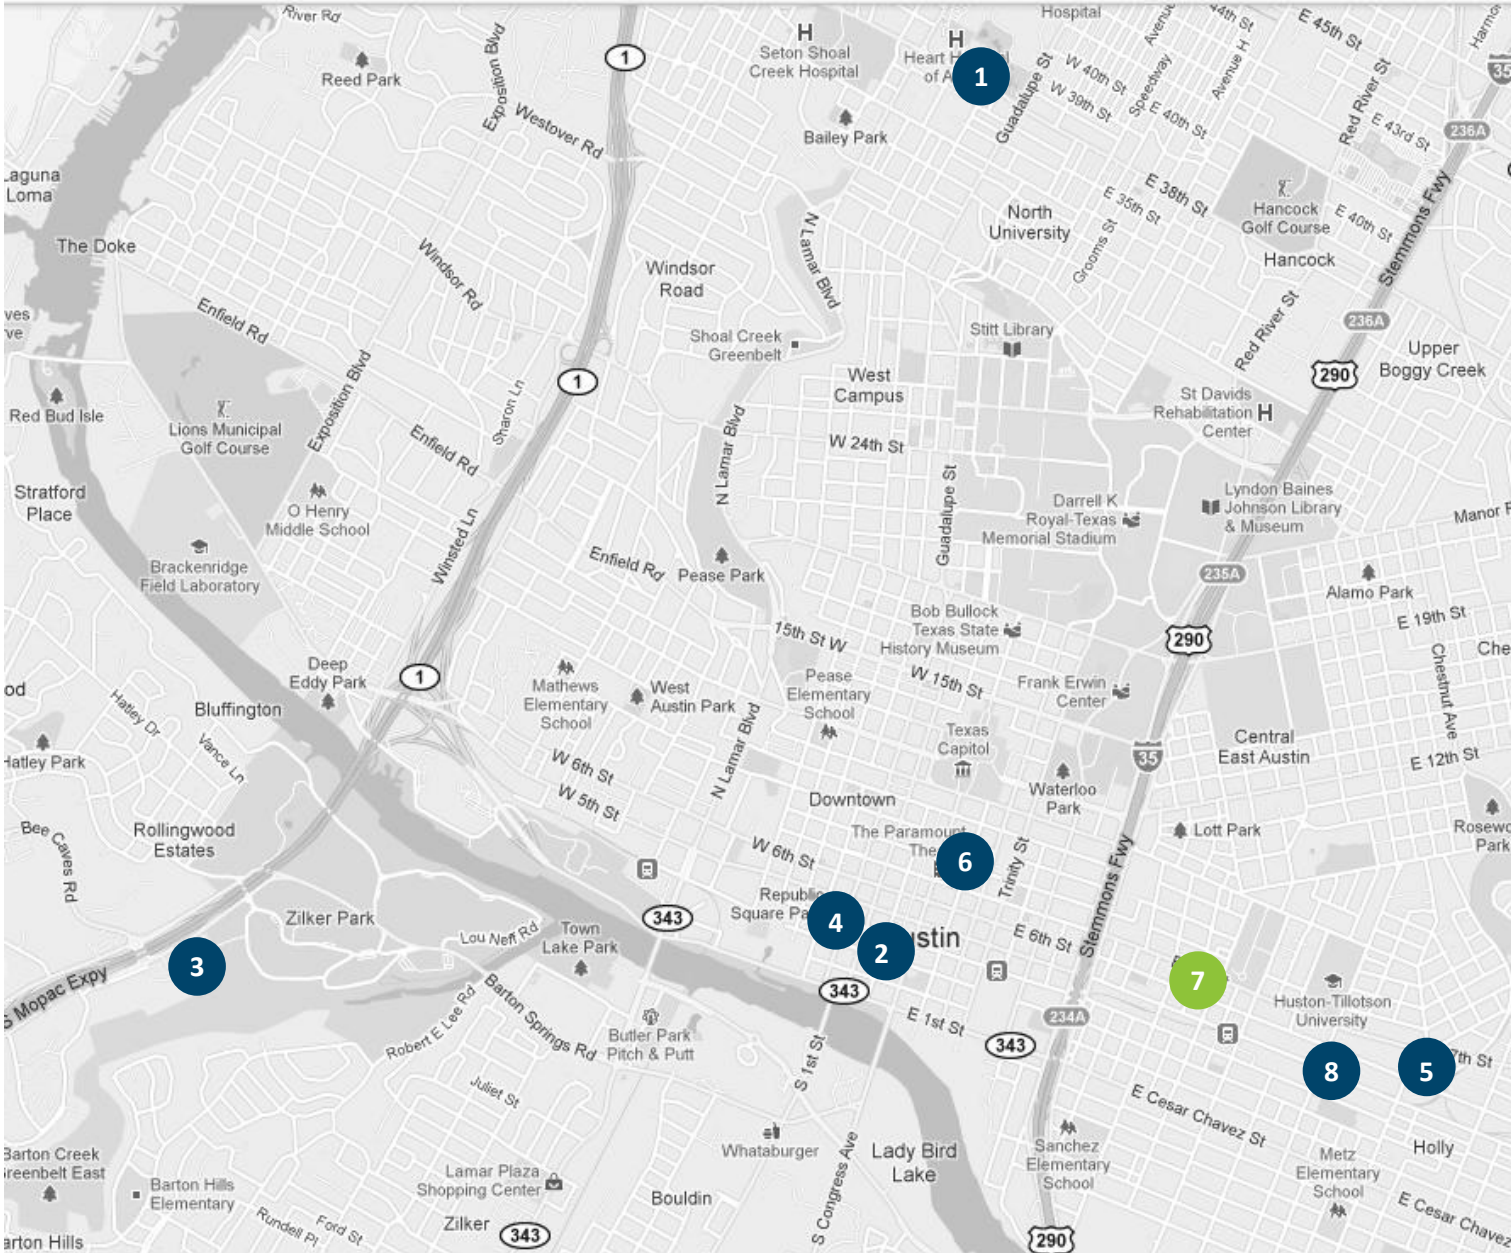 River Rd
Reed Park
Exposition Blvd
1
H
Seton Shoal
Creek Hospital
H
Heart H
of A
1
Hospital
Guadalupe St
W 40th St
W 39th St
Speedway
44th St
Avenue H
E 40th St
E 45th St
Red River St
E 43rd St
35
236A
Westover Rd
Bailey Park
Laguna
Loma
The Doke
North
University
E 38th St
E 35th St
Grooms St
Hancock
Golf Course
E 40th St
Hancock
Stemmons Fwy
236A
Windsor Rd
Windsor
Road
N Lamar Blvd
Enfield Rd
Shoal Creek
Greenbelt
Stitt Library
Red River St
290
Upper
Boggy Creek
Exposition Blvd
1
Sharon Ln
Red Bud Isle
Lions Municipal
Golf Course
Enfield Rd
West
Campus
W 24th St
N Lamar Blvd
St Davids
Rehabilitation
Center
H
Stratford
Place
O Henry
Middle School
Winsted Ln
Guadalupe St
Darrell K
Royal-Texas
Memorial Stadium
Lyndon Baines
Johnson Library
& Museum
Manor
Brackenridge
Field Laboratory
Enfield Rd
Pease Park
235A
Alamo Park
E 19th St
15th St W
Bob Bullock
Texas State
History Museum
290
Chestnut Ave
Che
Deep
Eddy Park
1
Mathews
Elementary
School
West
Austin Park
Pease
Elementary
School
W 15th St
Frank Erwin
Center
od
Hatley Dr
Bluffington
Vance Ln
Hatley Park
N Lamar Blvd
Texas
Capitol
35
Central
East Austin
E 12th St
W 6th St
W 5th St
Downtown
Waterloo
Park
Bee Caves Rd
Rollingwood
Estates
The Paramount
The
6
Trinity St
Lott Park
Rosewo
Park
W 6th St
Stemmons Fwy
Republic
Square Pa
4
2
ustin
E 6th St
Zilker Park
343
Lou Neff Rd
Town
Lake Park
3
S Mopac Expy
7
343
Huston-Tillotson
University
Barton Springs Rd
Robert E Lee Rd
Butler Park
Pitch & Putt
E 1st St
343
234A
S 1st St
8
5
7th St
Juliet St
E Cesar Chavez St
Whataburger
S Congress Ave
Lady Bird
Lake
Sanchez
Elementary
School
Holly
Metz
Elementary
School
Barton Creek
Greenbelt East
Barton Hills
Elementary
Lamar Plaza
Shopping Center
Bouldin
E Cesar Chavez
Rundell Pl
Ford St
Zilker
343
290
arton Hills